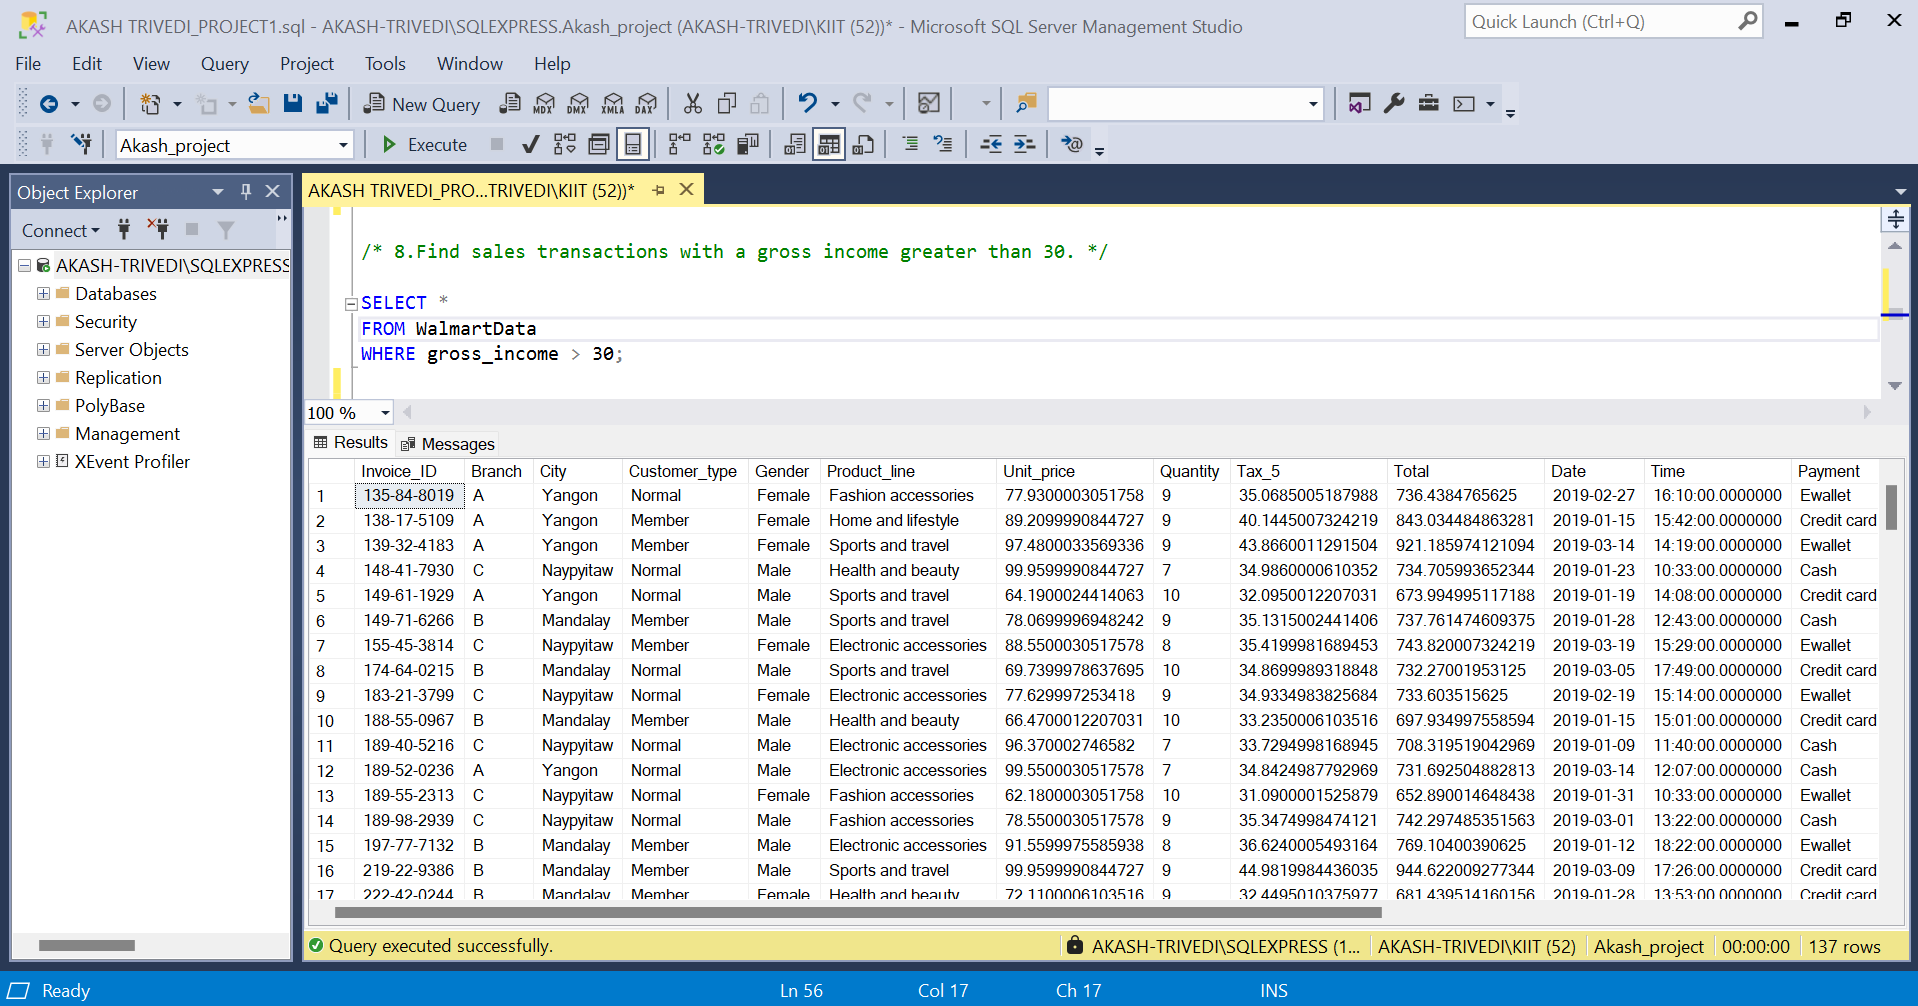 AKASH TRIVEDI_PROJECT1.sql - AKASH-TRIVEDI\SQLEXPRESS.Akash_project (AKASH-TRIVEDI\KIIT (52))* - Microsoft SQL Server Management Studio
Quick Launch (Ctrl+Q)
File Edit View Query Project Tools Window Help
New Query MDX DMX XMLA DAX
Akash_project Execute
Object Explorer
Connect
AKASH-TRIVEDI\SQLEXPRESS
Databases
Security
Server Objects
Replication
PolyBase
Management
XEvent Profiler
AKASH TRIVEDI_PRO...TRIVEDI\KIIT (52))*
/* 8.Find sales transactions with a gross income greater than 30. */
SELECT *
FROM WalmartData
WHERE gross_income > 30;
100 %
Results Messages
Invoice_ID Branch City Customer_type Gender Product_line Unit_price Quantity Tax_5 Total Date Time Payment
1 135-84-8019 A Yangon Normal Female Fashion accessories 77.9300003051758 9 35.0685005187988 736.4384765625 2019-02-27 16:10:00.0000000 Ewallet
2 138-17-5109 A Yangon Member Female Home and lifestyle 89.2099990844727 9 40.1445007324219 843.034484863281 2019-01-15 15:42:00.0000000 Credit card
3 139-32-4183 A Yangon Member Female Sports and travel 97.4800033569336 9 43.8660011291504 921.185974121094 2019-03-14 14:19:00.0000000 Ewallet
4 148-41-7930 C Naypyitaw Normal Male Health and beauty 99.9599990844727 7 34.9860000610352 734.705993652344 2019-01-23 10:33:00.0000000 Cash
5 149-61-1929 A Yangon Normal Male Sports and travel 64.1900024414063 10 32.0950012207031 673.994995117188 2019-01-19 14:08:00.0000000 Credit card
6 149-71-6266 B Mandalay Member Male Sports and travel 78.0699996948242 9 35.1315002441406 737.761474609375 2019-01-28 12:43:00.0000000 Cash
7 155-45-3814 C Naypyitaw Member Female Electronic accessories 88.5500030517578 8 35.4199981689453 743.820007324219 2019-03-19 15:29:00.0000000 Ewallet
8 174-64-0215 B Mandalay Normal Male Sports and travel 69.7399978637695 10 34.8699989318848 732.27001953125 2019-03-05 17:49:00.0000000 Credit card
9 183-21-3799 C Naypyitaw Normal Female Electronic accessories 77.629997253418 9 34.9334983825684 733.603515625 2019-02-19 15:14:00.0000000 Ewallet
10 188-55-0967 B Mandalay Member Male Health and beauty 66.4700012207031 10 33.2350006103516 697.934997558594 2019-01-15 15:01:00.0000000 Credit card
11 189-40-5216 C Naypyitaw Normal Male Electronic accessories 96.370002746582 7 33.7294998168945 708.319519042969 2019-01-09 11:40:00.0000000 Cash
12 189-52-0236 A Yangon Normal Male Electronic accessories 99.5500030517578 7 34.8424987792969 731.692504882813 2019-03-14 12:07:00.0000000 Cash
13 189-55-2313 C Naypyitaw Normal Female Fashion accessories 62.1800003051758 10 31.0900001525879 652.890014648438 2019-01-31 10:33:00.0000000 Ewallet
14 189-98-2939 C Naypyitaw Normal Male Fashion accessories 78.5500030517578 9 35.3474998474121 742.297485351563 2019-03-01 13:22:00.0000000 Cash
15 197-77-7132 B Mandalay Member Male Electronic accessories 91.5599975585938 8 36.6240005493164 769.10400390625 2019-01-12 18:22:00.0000000 Ewallet
16 219-22-9386 B Mandalay Member Male Sports and travel 99.9599990844727 9 44.9819984436035 944.622009277344 2019-03-09 17:26:00.0000000 Credit card
17 222-42-0244 B Mandalay Member Female Health and beauty 72.1100006103516 9 32.4495010375977 681.439514160156 2019-01-28 13:53:00.0000000 Credit card
Query executed successfully. AKASH-TRIVEDI\SQLEXPRESS (1... AKASH-TRIVEDI\KIIT (52) Akash_project 00:00:00 137 rows
Ready Ln 56 Col 17 Ch 17 INS